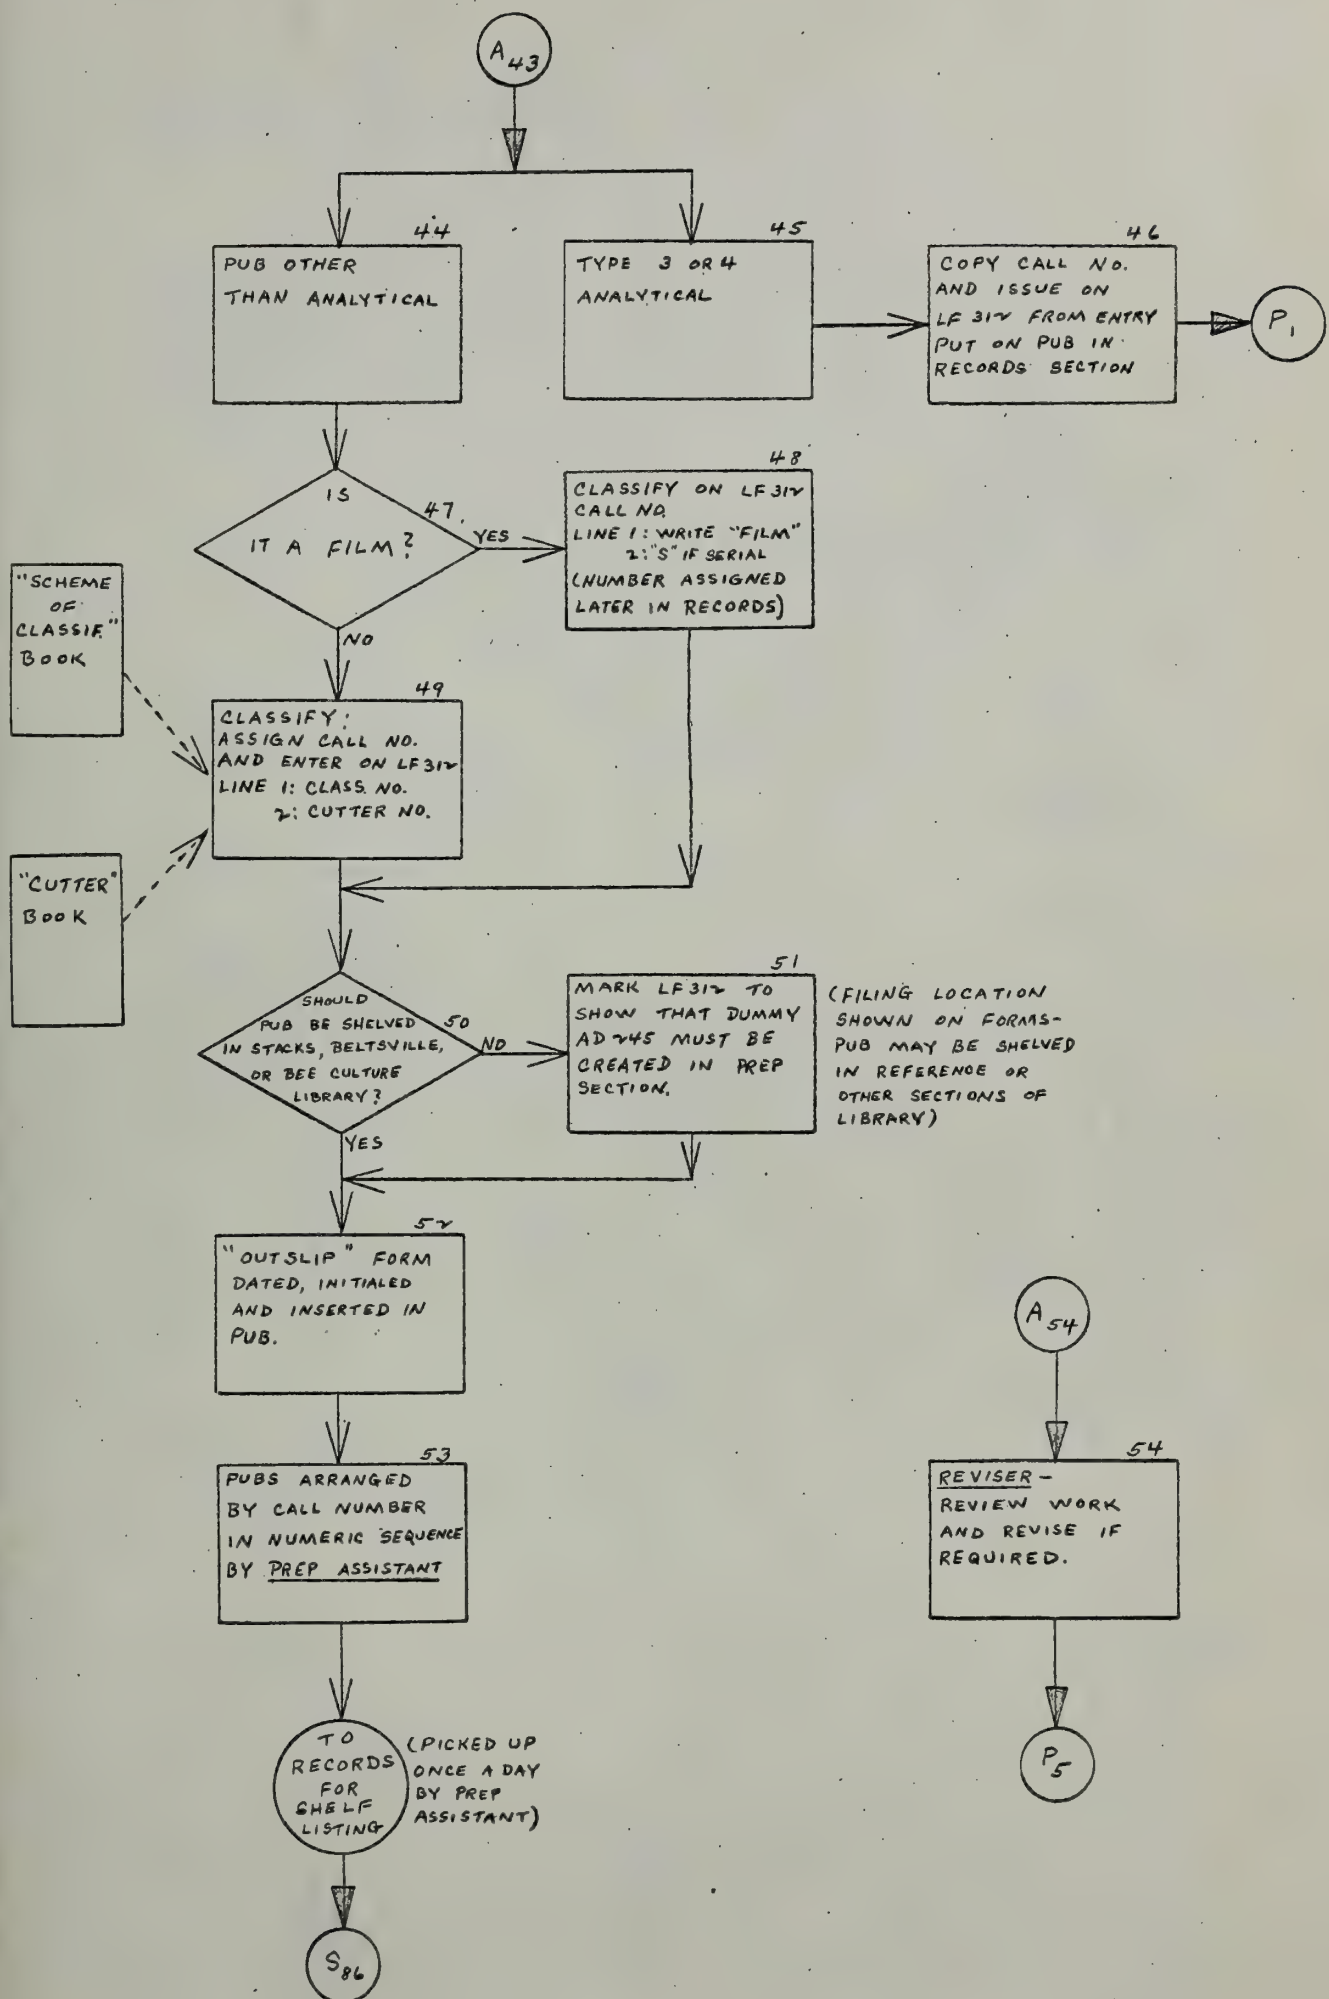 A43
44
PUB OTHER
THAN ANALYTICAL
45
TYPE 3 OR 4
ANALYTICAL
46
COPY CALL NO.
AND ISSUE ON
LF 312 FROM ENTRY
PUT ON PUB IN
RECORDS SECTION
P1
IS
IT A FILM?
47.
YES
NO
48
CLASSIFY ON LF 312
CALL NO.
LINE 1: WRITE "FILM"
2: "S" IF SERIAL
(NUMBER ASSIGNED
LATER IN RECORDS)
"SCHEME
OF
CLASSIF."
BOOK
49
CLASSIFY:
ASSIGN CALL NO.
AND ENTER ON LF 312
LINE 1: CLASS. NO.
2: CUTTER NO.
"CUTTER"
BOOK
SHOULD
PUB BE SHELVED
IN STACKS, BELTSVILLE,
OR BEE CULTURE
LIBRARY?
50
NO
YES
51
MARK LF 312 TO
SHOW THAT DUMMY
AD 245 MUST BE
CREATED IN PREP
SECTION.
(FILING LOCATION
SHOWN ON FORMS-
PUB MAY BE SHELVED
IN REFERENCE OR
OTHER SECTIONS OF
LIBRARY)
52
"OUTSLIP" FORM
DATED, INITIALED
AND INSERTED IN
PUB.
53
PUBS ARRANGED
BY CALL NUMBER
IN NUMERIC SEQUENCE
BY PREP ASSISTANT
TO
RECORDS
FOR
SHELF
LISTING
(PICKED UP
ONCE A DAY
BY PREP
ASSISTANT)
S86
A54
54
REVISER -
REVIEW WORK
AND REVISE IF
REQUIRED.
P5